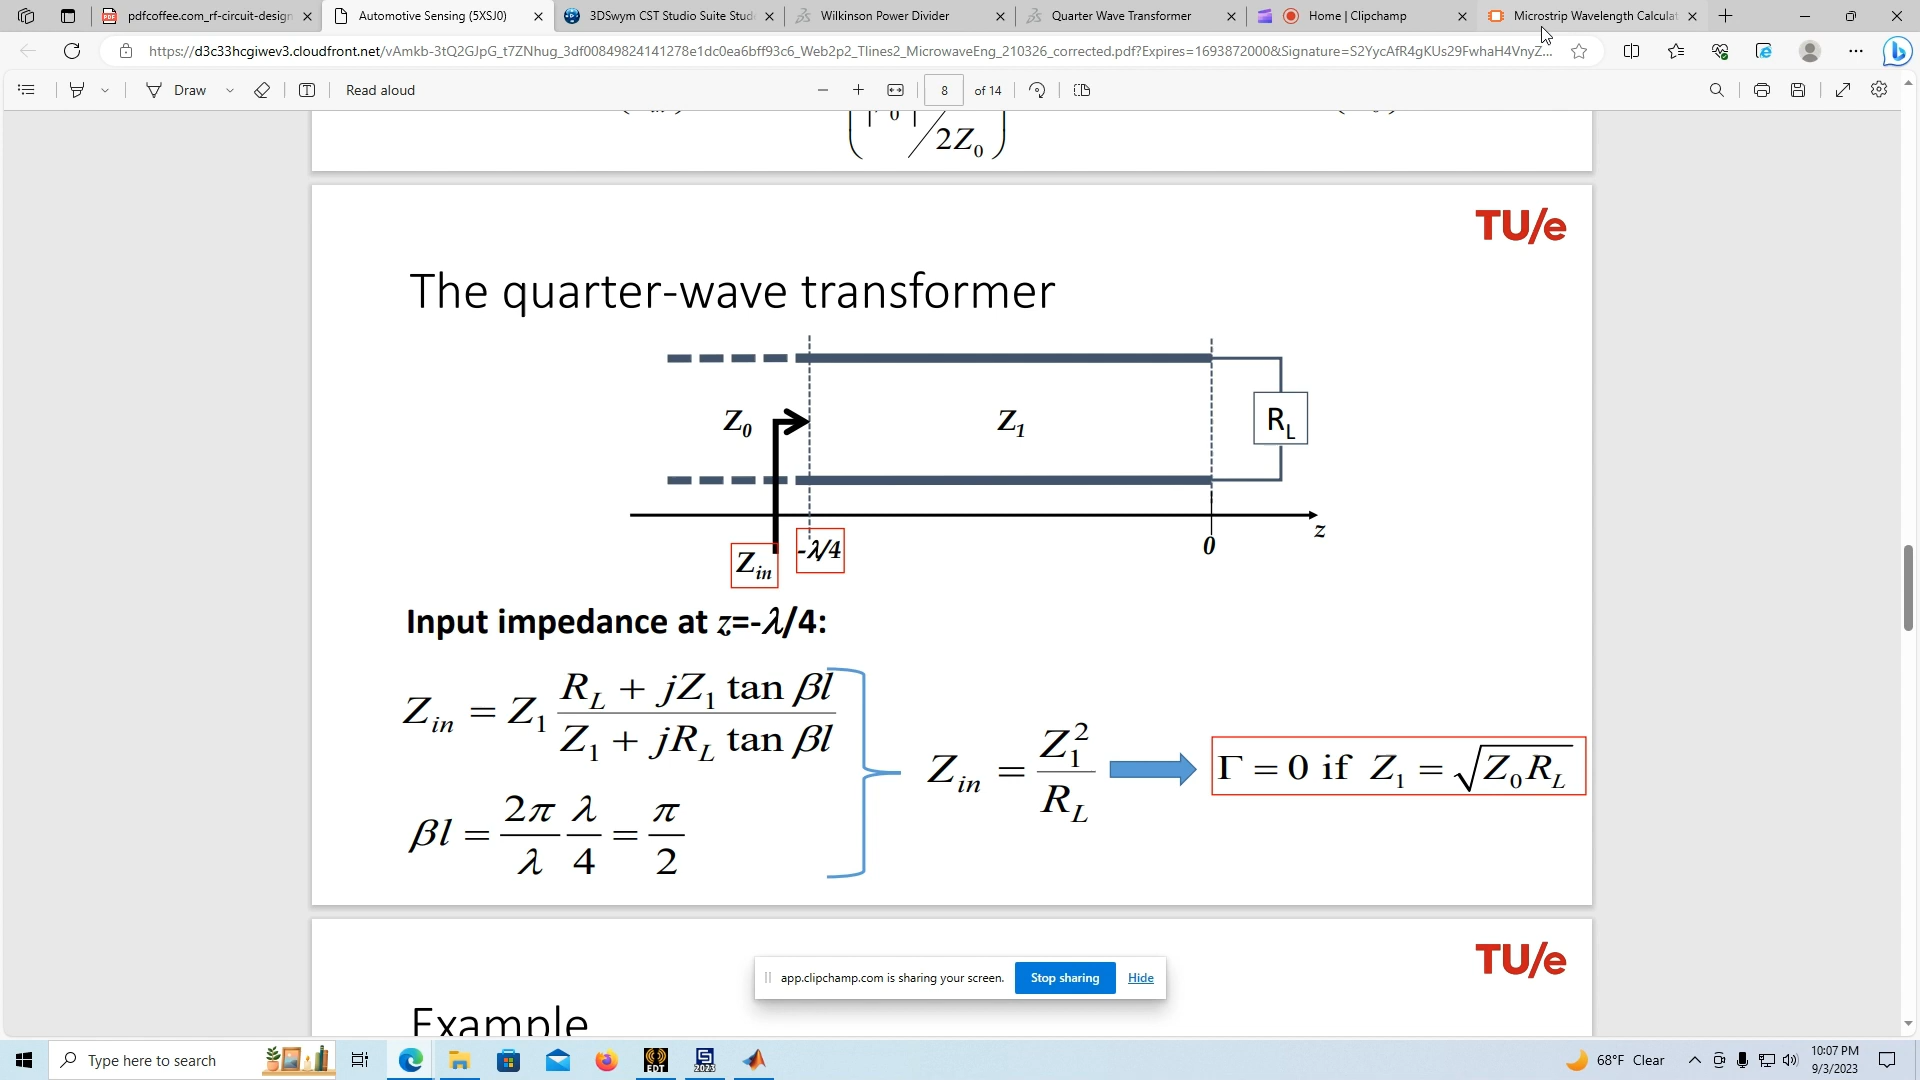 pdfcoffee.com_rf-circuit-design
Automotive Sensing (5XSJ0)
3DSwym CST Studio Suite Stud
Wilkinson Power Divider
Quarter Wave Transformer
Home | Clipchamp
Microstrip Wavelength Calculat
https://d3c33hcgiwev3.cloudfront.net/vAmkb-3tQ2GJpG_t7ZNhug_3df00849824141278e1dc0ea6bff93c6_Web2p2_Tlines2_MicrowaveEng_210326_corrected.pdf?Expires=1693872000&Signature=S2YycAfR4gKUs29FwhaH4VnyZ...
Draw
Read aloud
8 of 14
2Z0
TU/e
The quarter-wave transformer
Z0
Z1
RL
z
Zin
-λ/4
0
Input impedance at z=-λ/4:
Zin = Z1 (RL + jZ1 tan βl) / (Z1 + jRL tan βl)
Zin = Z1² / RL
Γ = 0 if Z1 = √Z0RL
βl = 2π/λ λ/4 = π/2
TU/e
Example
app.clipchamp.com is sharing your screen.
Stop sharing
Hide
Type here to search
EDT
2023
68°F Clear
10:07 PM
9/3/2023